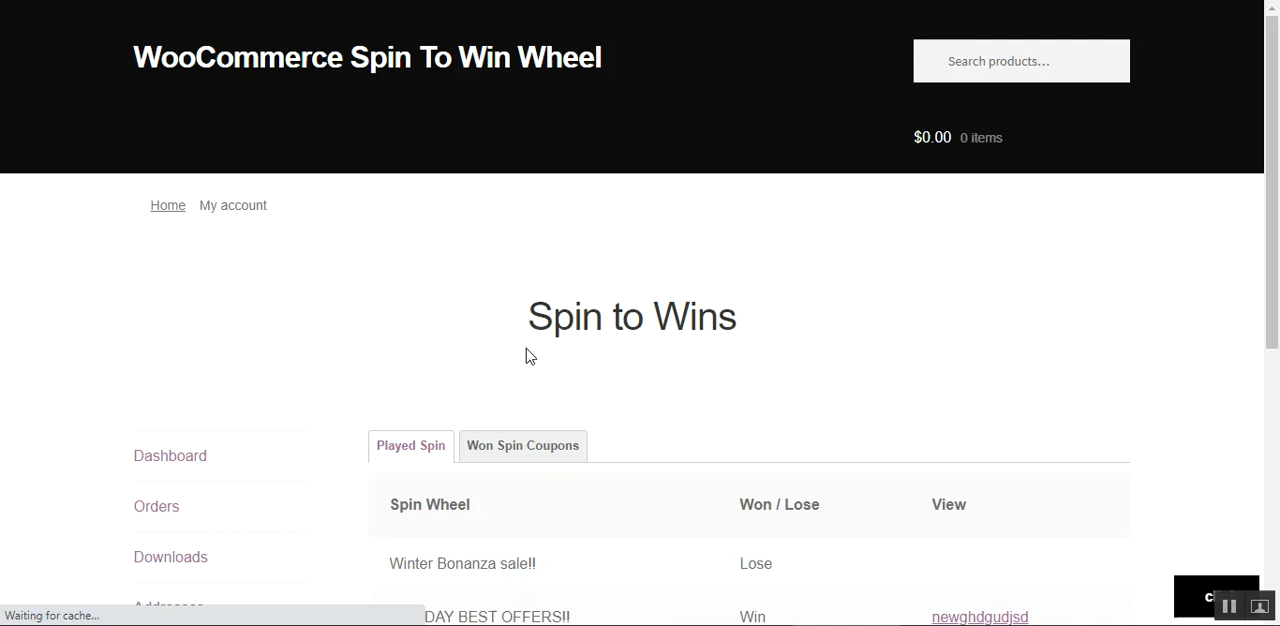 WooCommerce Spin To Win Wheel
Search products...
$0.00 0 items
Home My account
Spin to Wins
Played Spin Won Spin Coupons
Dashboard
Orders
Downloads
Spin Wheel Won / Lose View
Winter Bonanza sale!! Lose
DAY BEST OFFERS!! Win newghdgudjsd
Waiting for cache...